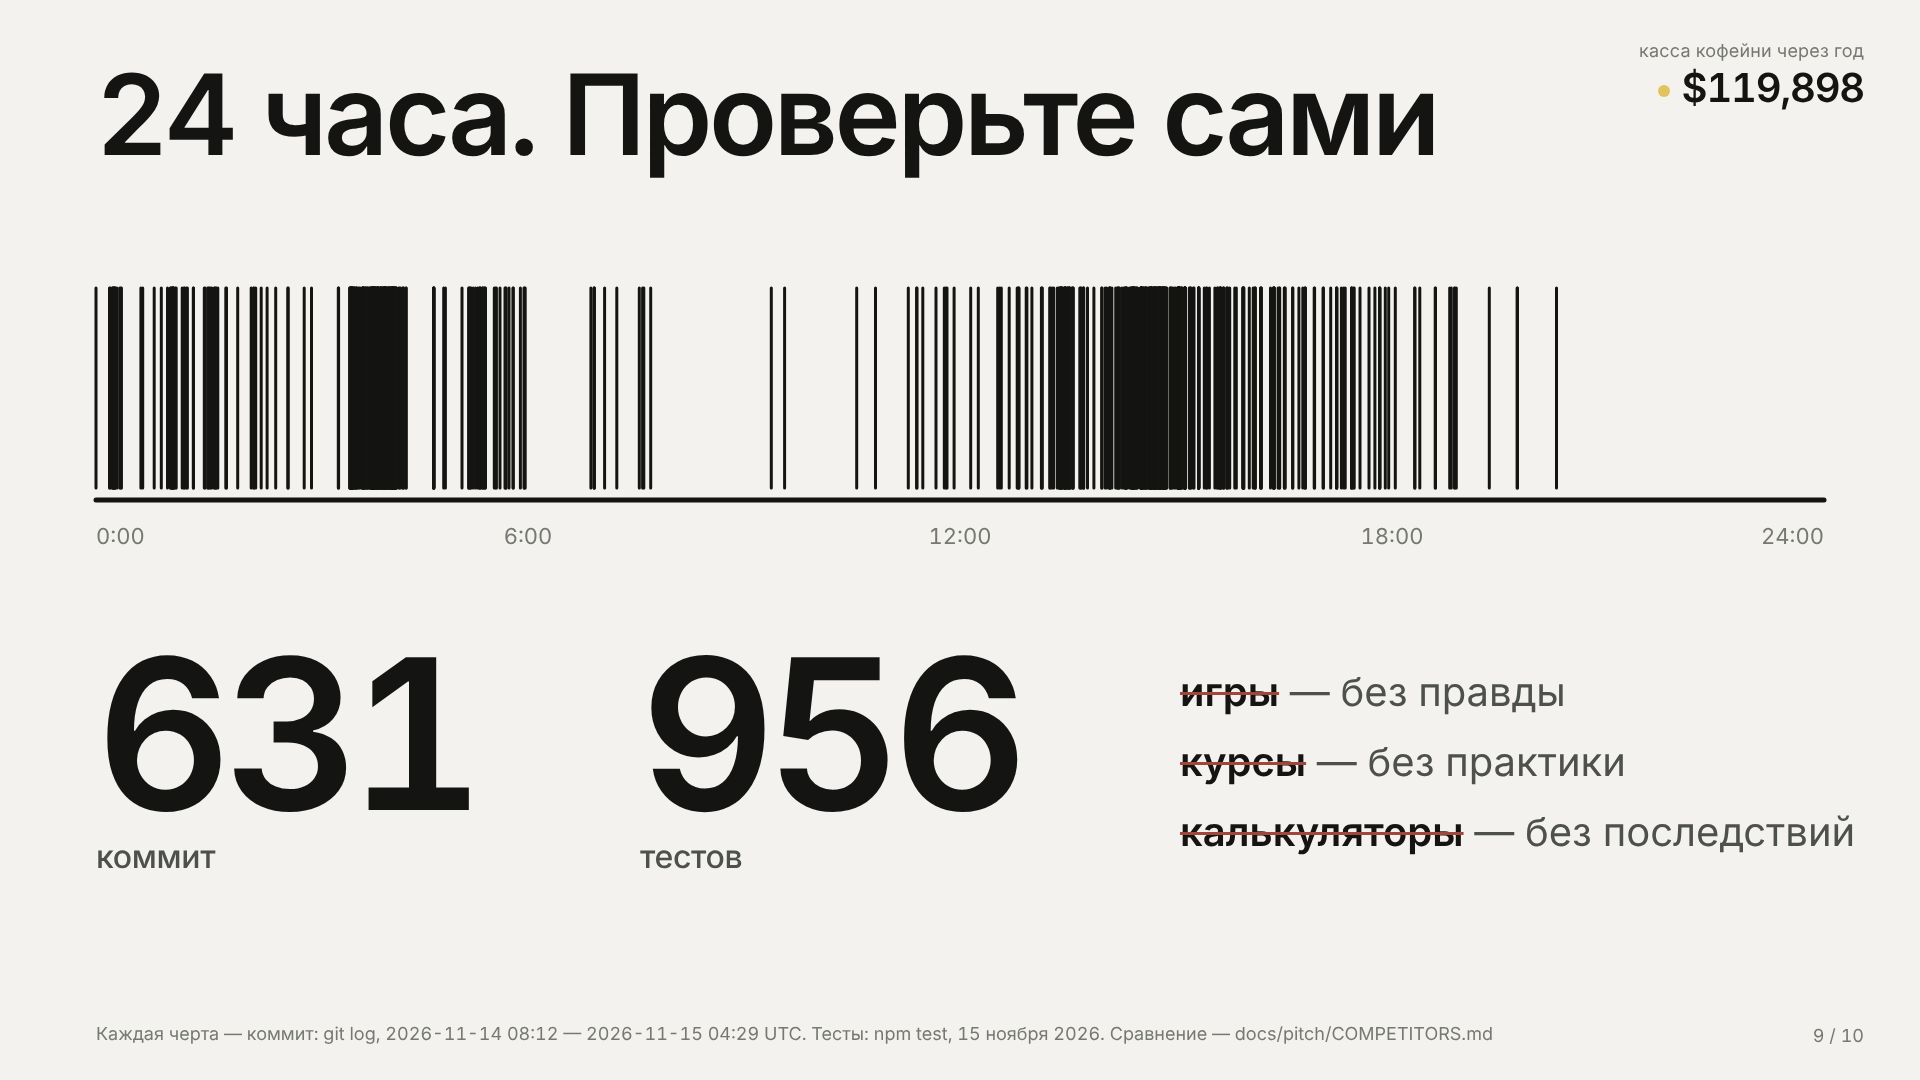 24 часа. Проверьте сами
касса кофейни через год
$119,898
0:00 6:00 12:00 18:00 24:00
631
коммит
956
тестов
игры — без правды
курсы — без практики
калькуляторы — без последствий
Каждая черта — коммит: git log, 2026-11-14 08:12 — 2026-11-15 04:29 UTC. Тесты: npm test, 15 ноября 2026. Сравнение — docs/pitch/COMPETITORS.md
9 / 10